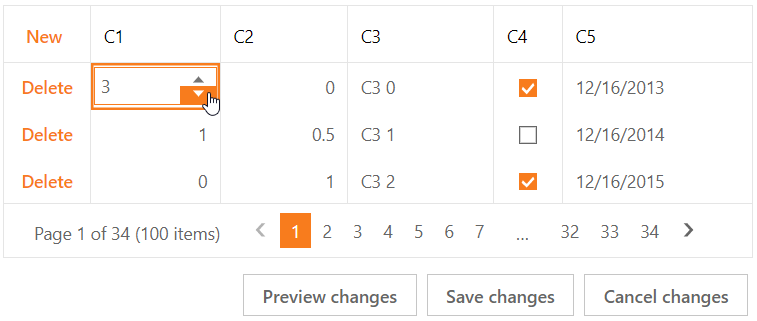 New C1 C2 C3 C4 C5
Delete 3 0 C3 0 12/16/2013
Delete 1 0.5 C3 1 12/16/2014
Delete 0 1 C3 2 12/16/2015
Page 1 of 34 (100 items) 1 2 3 4 5 6 7 ... 32 33 34
Preview changes Save changes Cancel changes